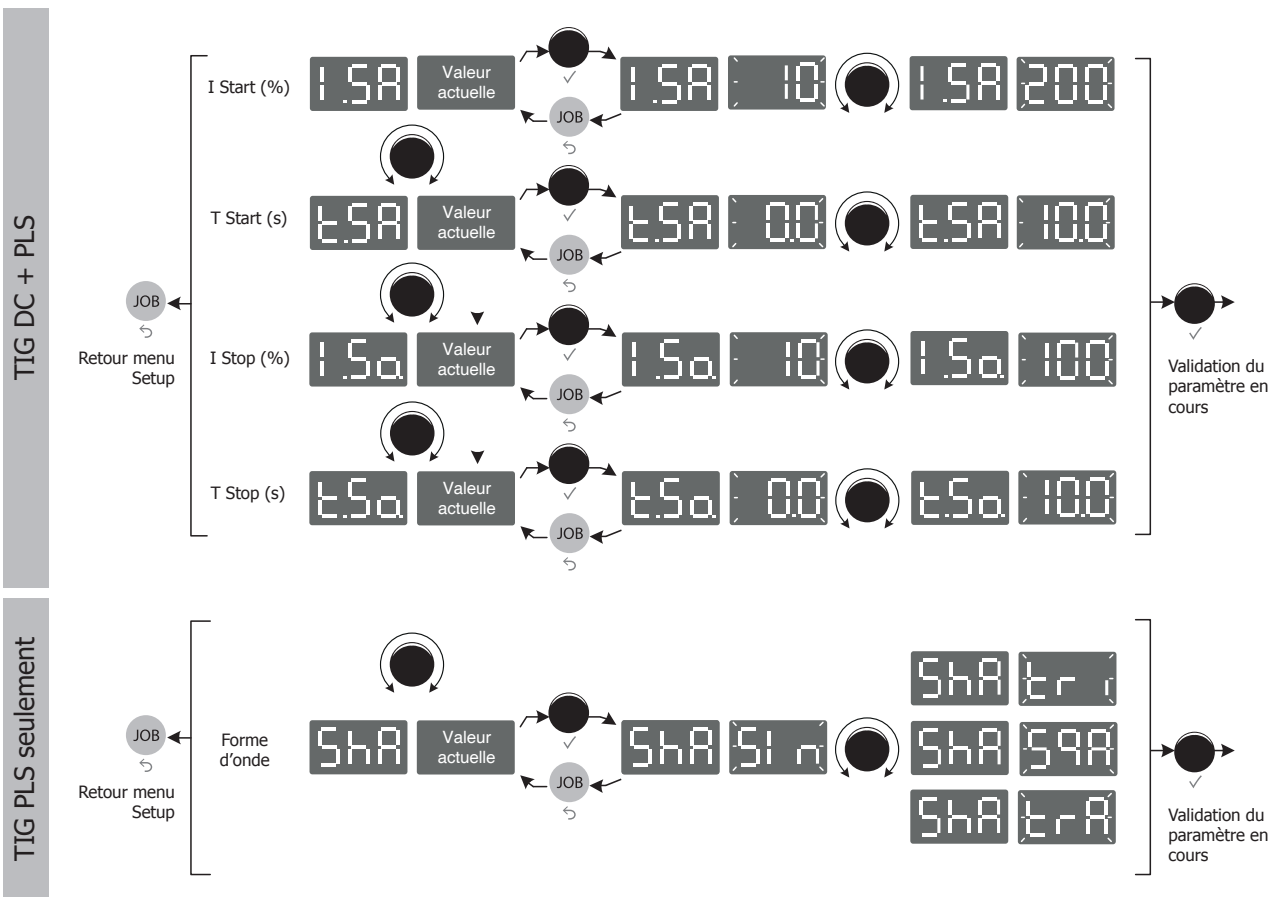 TIG DC + PLS
I Start (%)
I.SA
Valeur
actuelle
JOB
I.SA
10
I.SA
200
T Start (s)
t.SA
Valeur
actuelle
JOB
t.SA
0.0
t.SA
10.0
JOB
Retour menu
Setup
I Stop (%)
I.So.
Valeur
actuelle
JOB
I.So.
10
I.So.
100
Validation du
paramètre en
cours
T Stop (s)
t.So.
Valeur
actuelle
JOB
t.So.
0.0
t.So.
10.0
TIG PLS seulement
JOB
Retour menu
Setup
Forme
d'onde
ShA
Valeur
actuelle
JOB
ShA
SIn
ShA
tri
ShA
SqA
ShA
trA
Validation du
paramètre en
cours